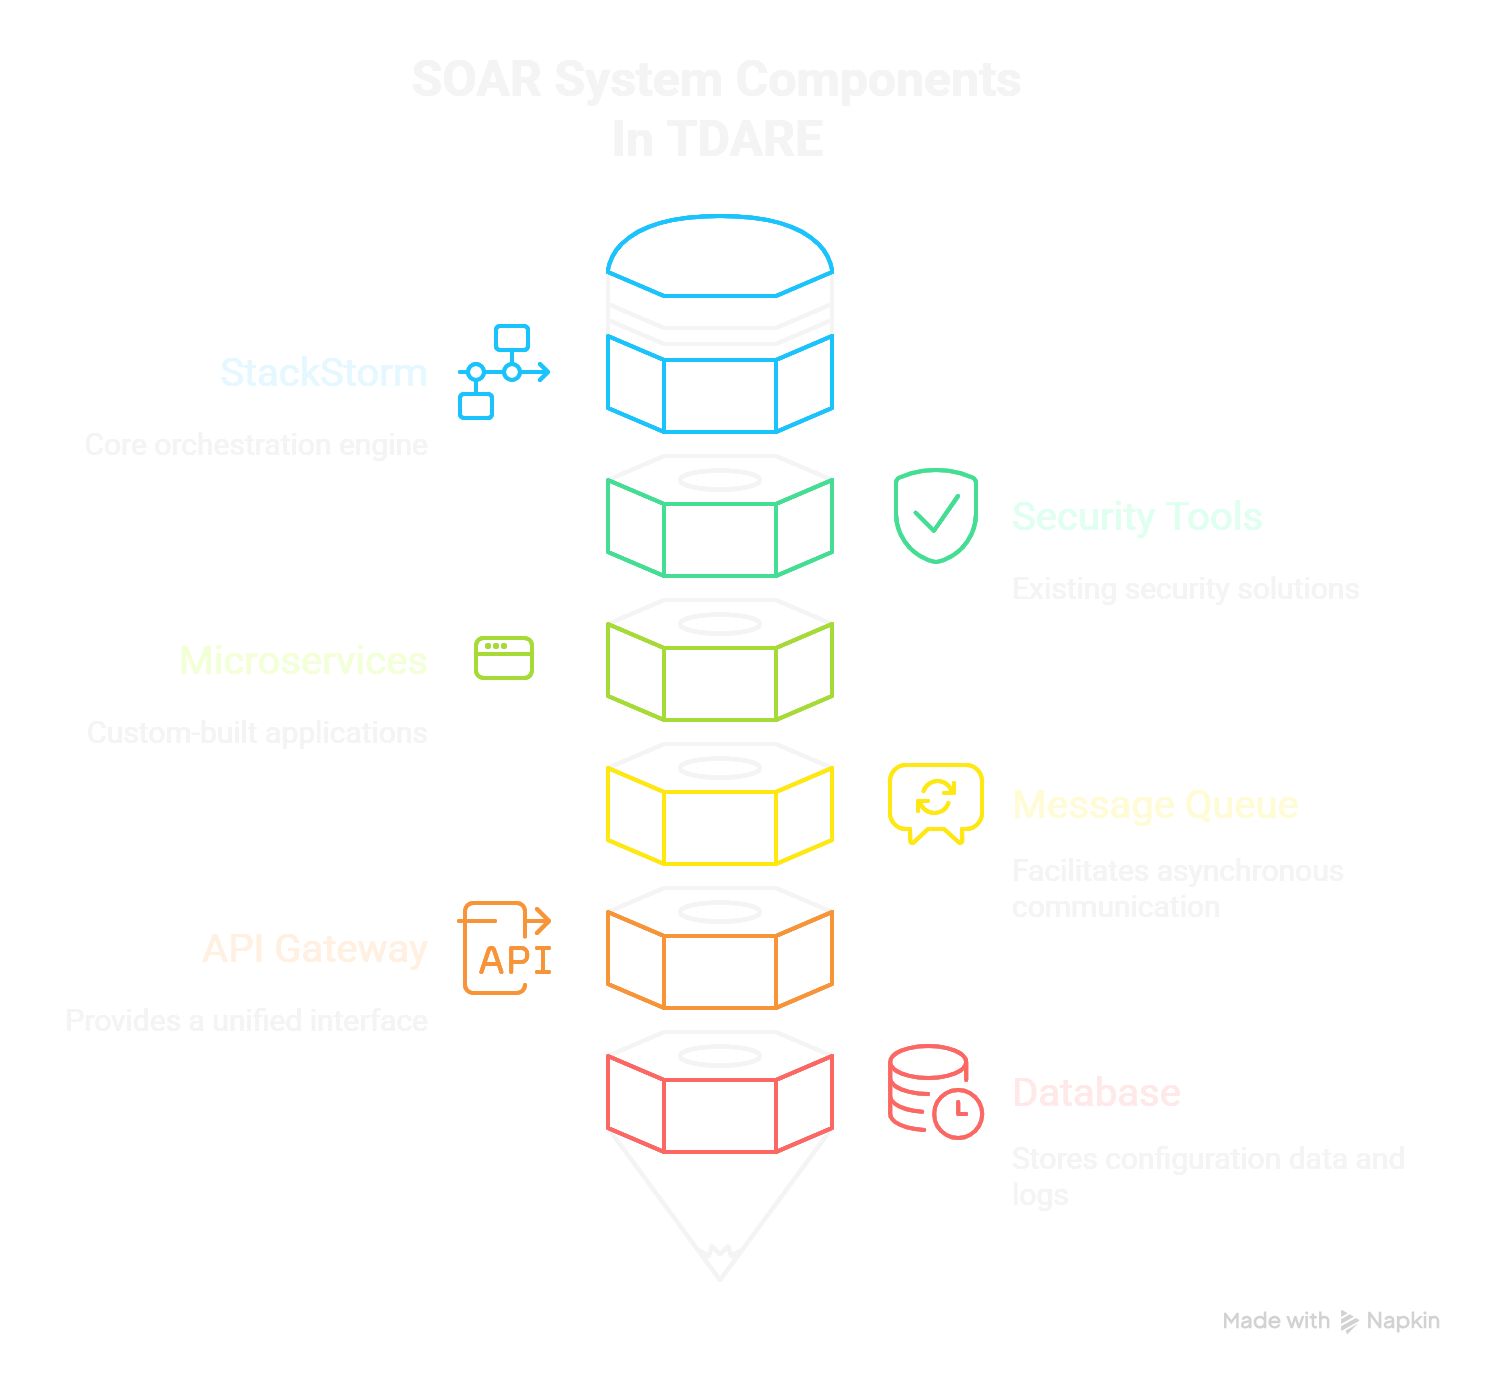 SOAR System Components
In TDARE
StackStorm
Core orchestration engine
Security Tools
Existing security solutions
Microservices
Custom-built applications
Message Queue
Facilitates asynchronous
communication
API Gateway
API
Provides a unified interface
Database
Stores configuration data and
logs
Made with Napkin